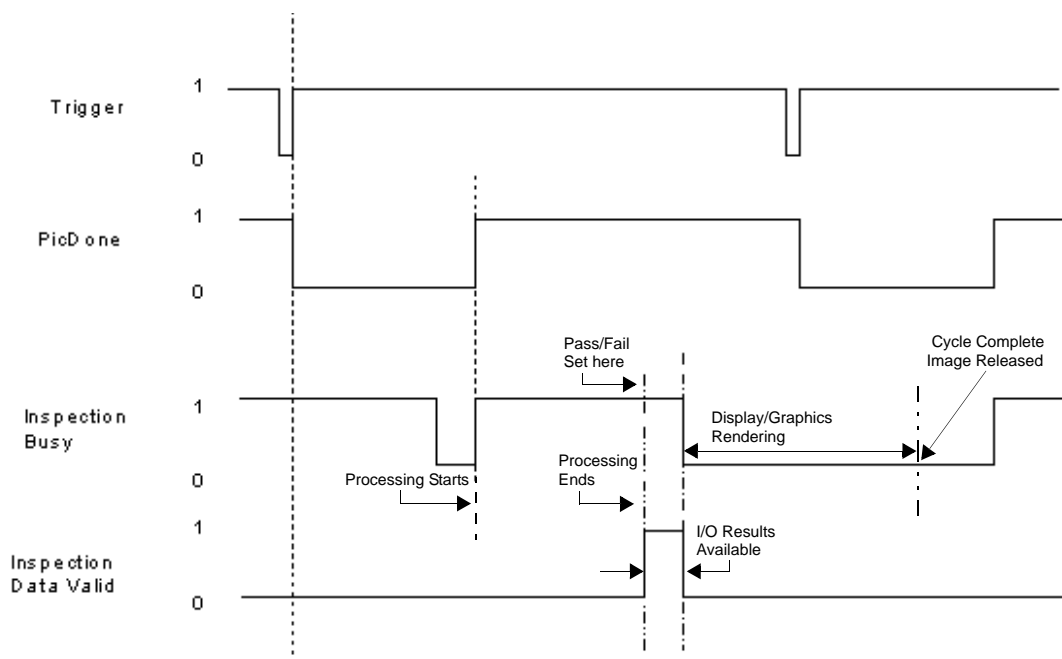 1
Trigger
0
1
PicDone
0
Pass/Fail
Set here
Cycle Complete
Image Released
1
Inspection
Busy
0
Display/Graphics
Rendering
Processing Starts
Processing
Ends
1
I/O Results
Available
Inspection
Data Valid
0